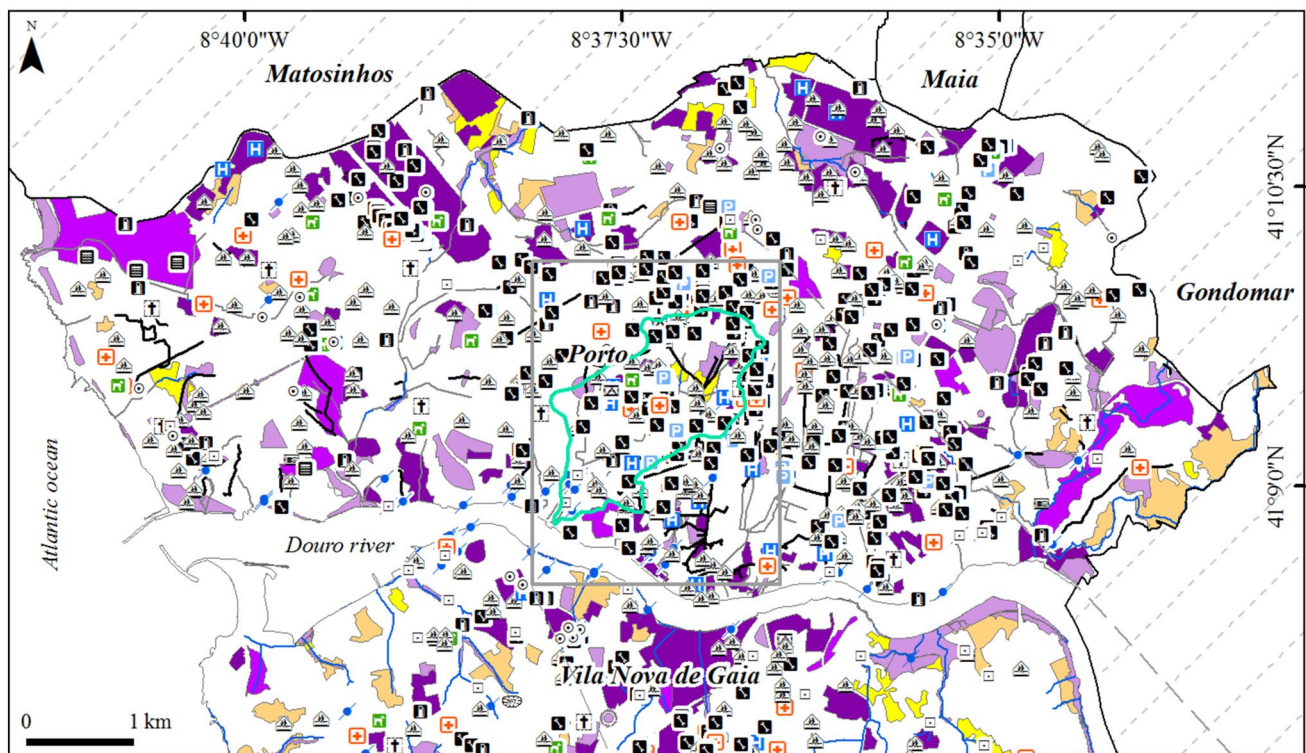 N
8°40'0"W
8°37'30"W
8°35'0"W
Matosinhos
Maia
41°10'30"N
Gondomar
Porto
41°9'0"N
Atlantic ocean
Douro river
Vila Nova de Gaia
0 1 km
H H H H H H H H H H H H H H H
P P P P P P P P P